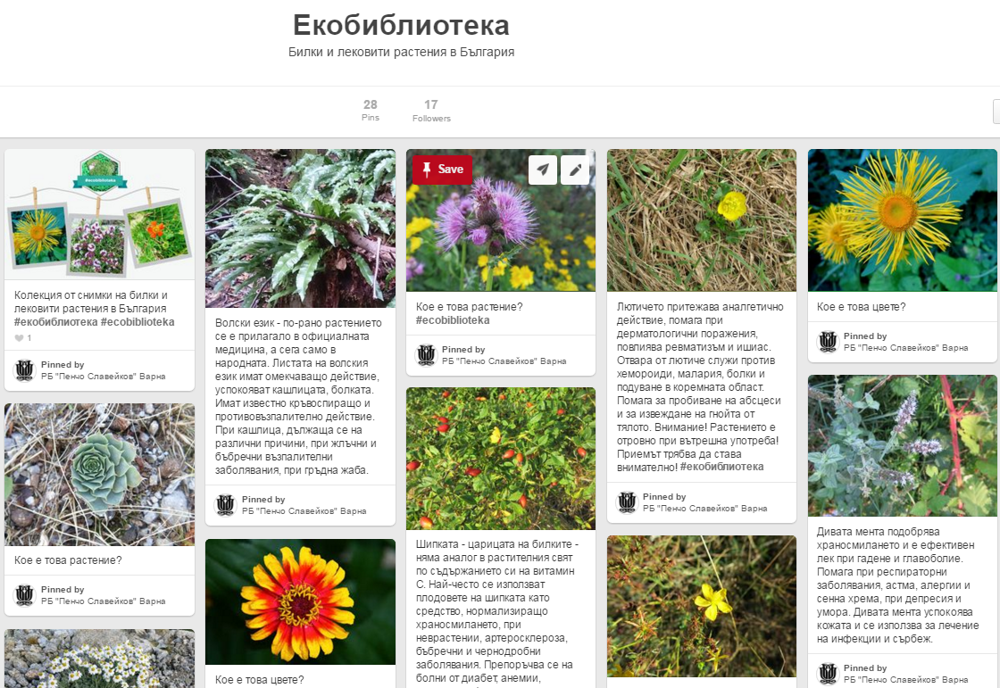 Екобиблиотека
Билки и лековити растения в България
28
Pins
17
Followers
#ecobiblioteka
Колекция от снимки на билки и
лековити растения в България
#екобиблиотека #ecobiblioteka
1
Pinned by
РБ "Пенчо Славейков" Варна
Кое е това растение?
Pinned by
РБ "Пенчо Славейков" Варна
Волски език - по-рано растението
се е прилагало в официалната
медицина, а сега само в
народната. Листата на волския
език имат омекчаващо действие,
успокояват кашлицата, болката.
Имат известно кръвоспиращо и
противовъзпалително действие.
При кашлица, дължаща се на
различни причини, при жлъчни и
бъбречни възпалителни
заболявания, при гръдна жаба.
Pinned by
РБ "Пенчо Славейков" Варна
Кое е това цвете?
Save
Кое е това растение?
#ecobiblioteka
Pinned by
РБ "Пенчо Славейков" Варна
Шипката - царицата на билките -
няма аналог в растителния свят
по съдържанието си на витамин
С. Най-често се използват
плодовете на шипката като
средство, нормализиращо
храносмилането, при
неврастении, артеросклероза,
бъбречни и чернодробни
заболявания. Препоръчва се на
болни от диабет, анемии,
Лютичето притежава аналгетично
действие, помага при
дерматологични поражения,
повлиява ревматизъм и ишиас.
Отвара от лютиче служи против
хемороиди, малария, болки и
подуване в коремната област.
Помага за пробиване на абсцеси
и за извеждане на гнойта от
тялото. Внимание! Растението е
отровно при вътрешна употреба!
Приемът трябва да става
внимателно! #екобиблиотека
Pinned by
РБ "Пенчо Славейков" Варна
Кое е това цвете?
Pinned by
РБ "Пенчо Славейков" Варна
Дивата мента подобрява
храносмилането и е ефективен
лек при гадене и главоболие.
Помага при респираторни
заболявания, астма, алергии и
сенна хрема, при депресия и
умора. Дивата мента успокоява
кожата и се използва за лечение
на инфекции и сърбеж.
Pinned by
РБ "Пенчо Славейков" Варна